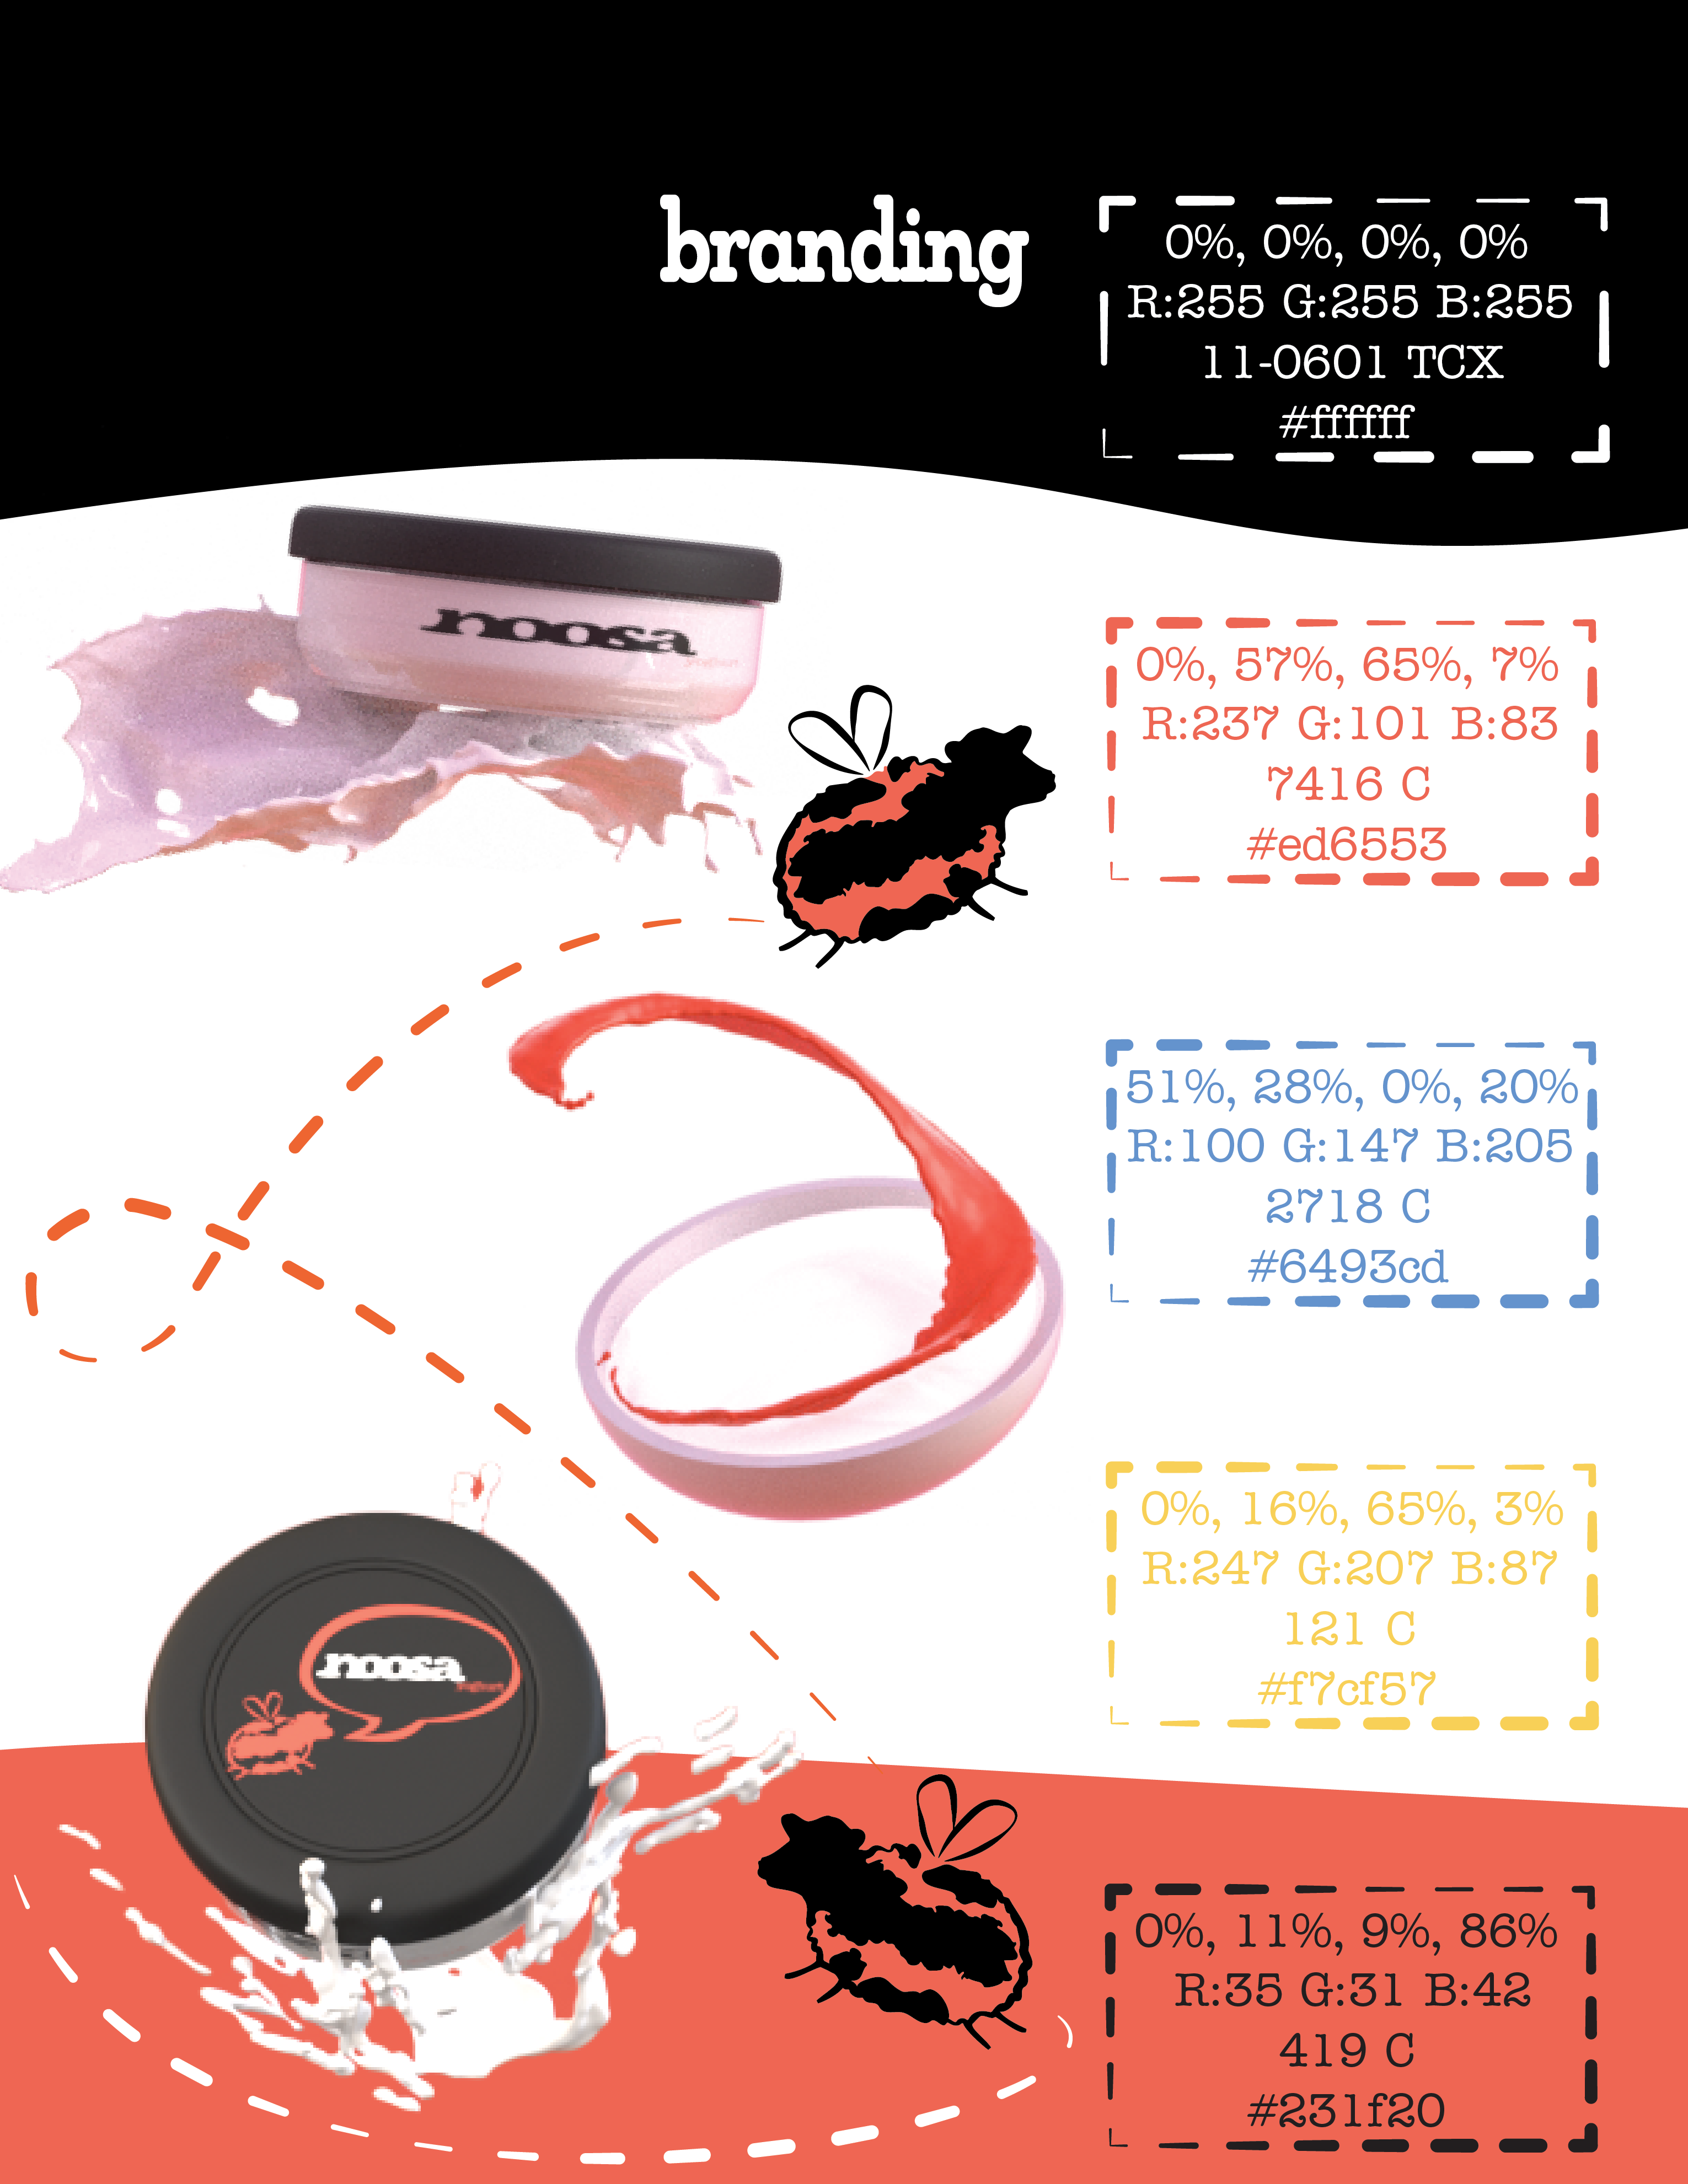 branding
0%, 0%, 0%, 0%
R:255 G:255 B:255
11-0601 TCX
#ffffff
noosa
yoghurt
0%, 57%, 65%, 7%
R:237 G:101 B:83
7416 C
#ed6553
51%, 28%, 0%, 20%
R:100 G:147 B:205
2718 C
#6493cd
0%, 16%, 65%, 3%
R:247 G:207 B:87
121 C
#f7cf57
noosa
yoghurt
0%, 11%, 9%, 86%
R:35 G:31 B:42
419 C
#231f20